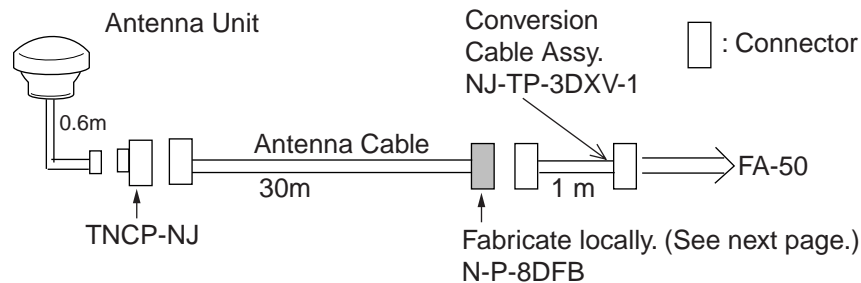 Antenna Unit
Conversion
Cable Assy.
NJ-TP-3DXV-1
: Connector
0.6m
Antenna Cable
30m
1 m
FA-50
TNCP-NJ
Fabricate locally. (See next page.)
N-P-8DFB